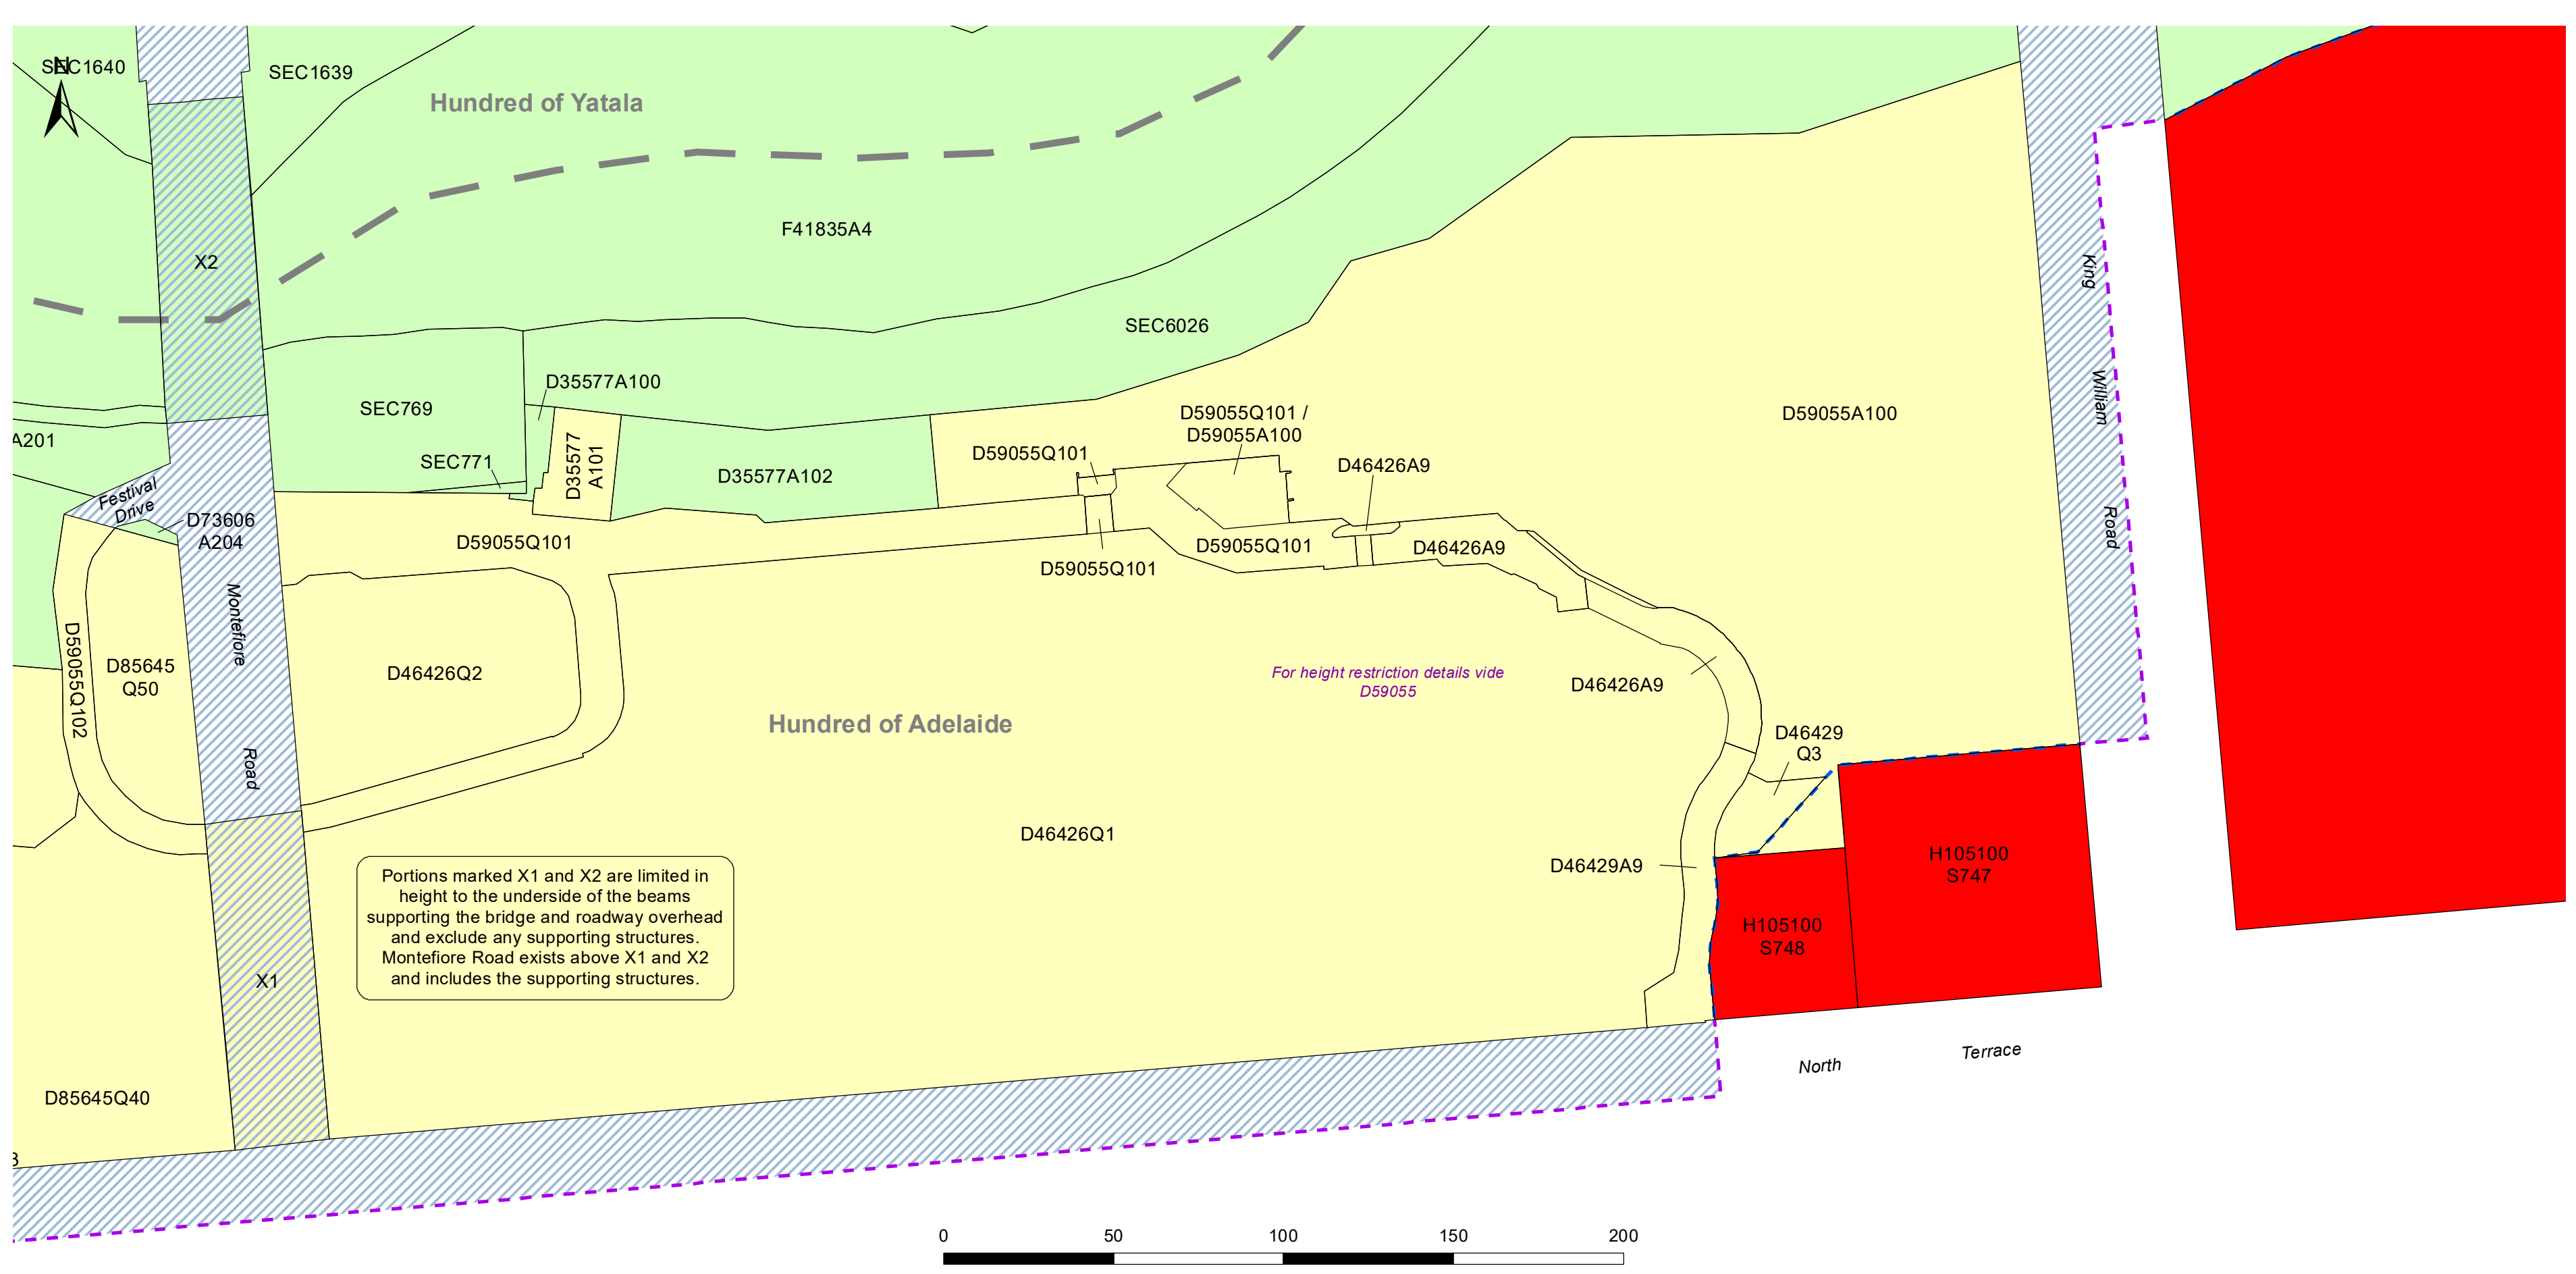 N
SEC1640
SEC1639
Hundred of Yatala
X2
F41835A4
King
William
Road
SEC6026
D35577A100
SEC769
A201
SEC771
D35577
A101
D35577A102
D59055Q101
D59055Q101 /
D59055A100
D46426A9
D59055A100
Festival
Drive
D73606
A204
D59055Q101
D59055Q101
D59055Q101
D46426A9
Montefiore
Road
D59055Q102
D85645
Q50
D46426Q2
For height restriction details vide
D59055
D46426A9
Hundred of Adelaide
D46429
Q3
D46426Q1
D46429A9
H105100
S747
H105100
S748
Portions marked X1 and X2 are limited in
height to the underside of the beams
supporting the bridge and roadway overhead
and exclude any supporting structures.
Montefiore Road exists above X1 and X2
and includes the supporting structures.
X1
North Terrace
D85645Q40
3
0 50 100 150 200